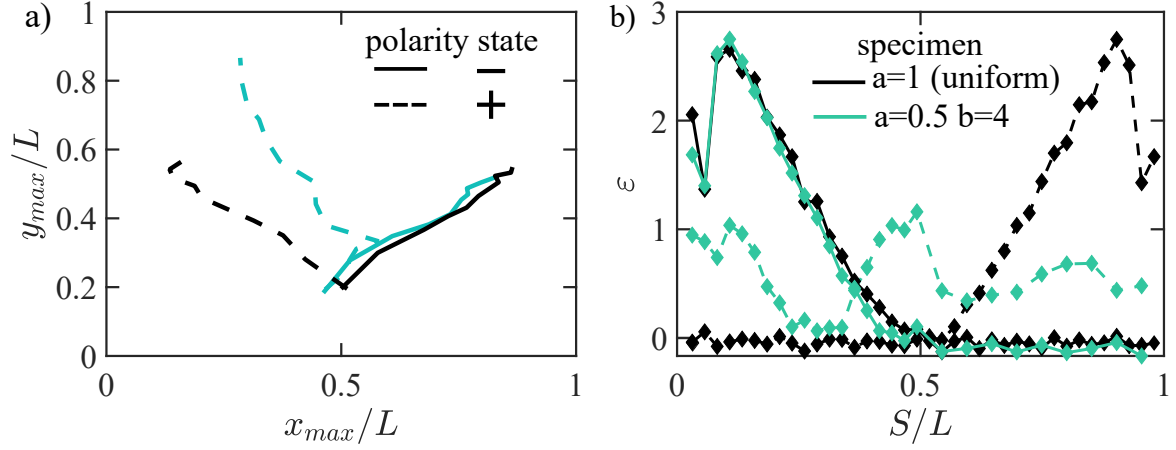 a)
polarity state
−
+
1
0.8
0.6
0.4
0.2
0
y_max/L
0
0.5
1
x_max/L
b)
specimen
a=1 (uniform)
a=0.5 b=4
3
2
1
0
ε
0
0.5
1
S/L